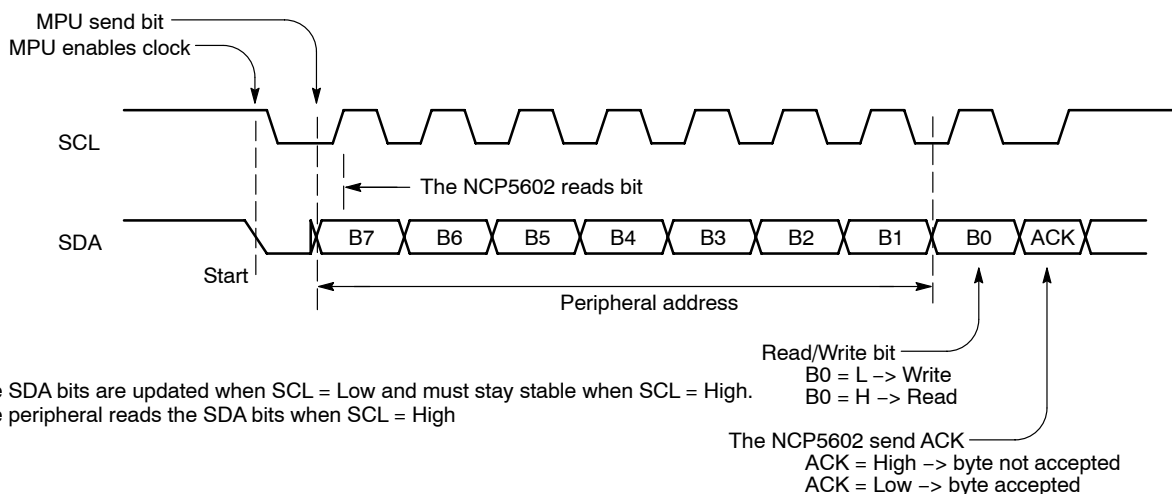 MPU send bit
MPU enables clock
SCL
The NCP5602 reads bit
SDA
B7 B6 B5 B4 B3 B2 B1 B0 ACK
Start
Peripheral address
Read/Write bit
B0 = L −> Write
B0 = H −> Read
e SDA bits are updated when SCL = Low and must stay stable when SCL = High.
e peripheral reads the SDA bits when SCL = High
The NCP5602 send ACK
ACK = High −> byte not accepted
ACK = Low −> byte accepted